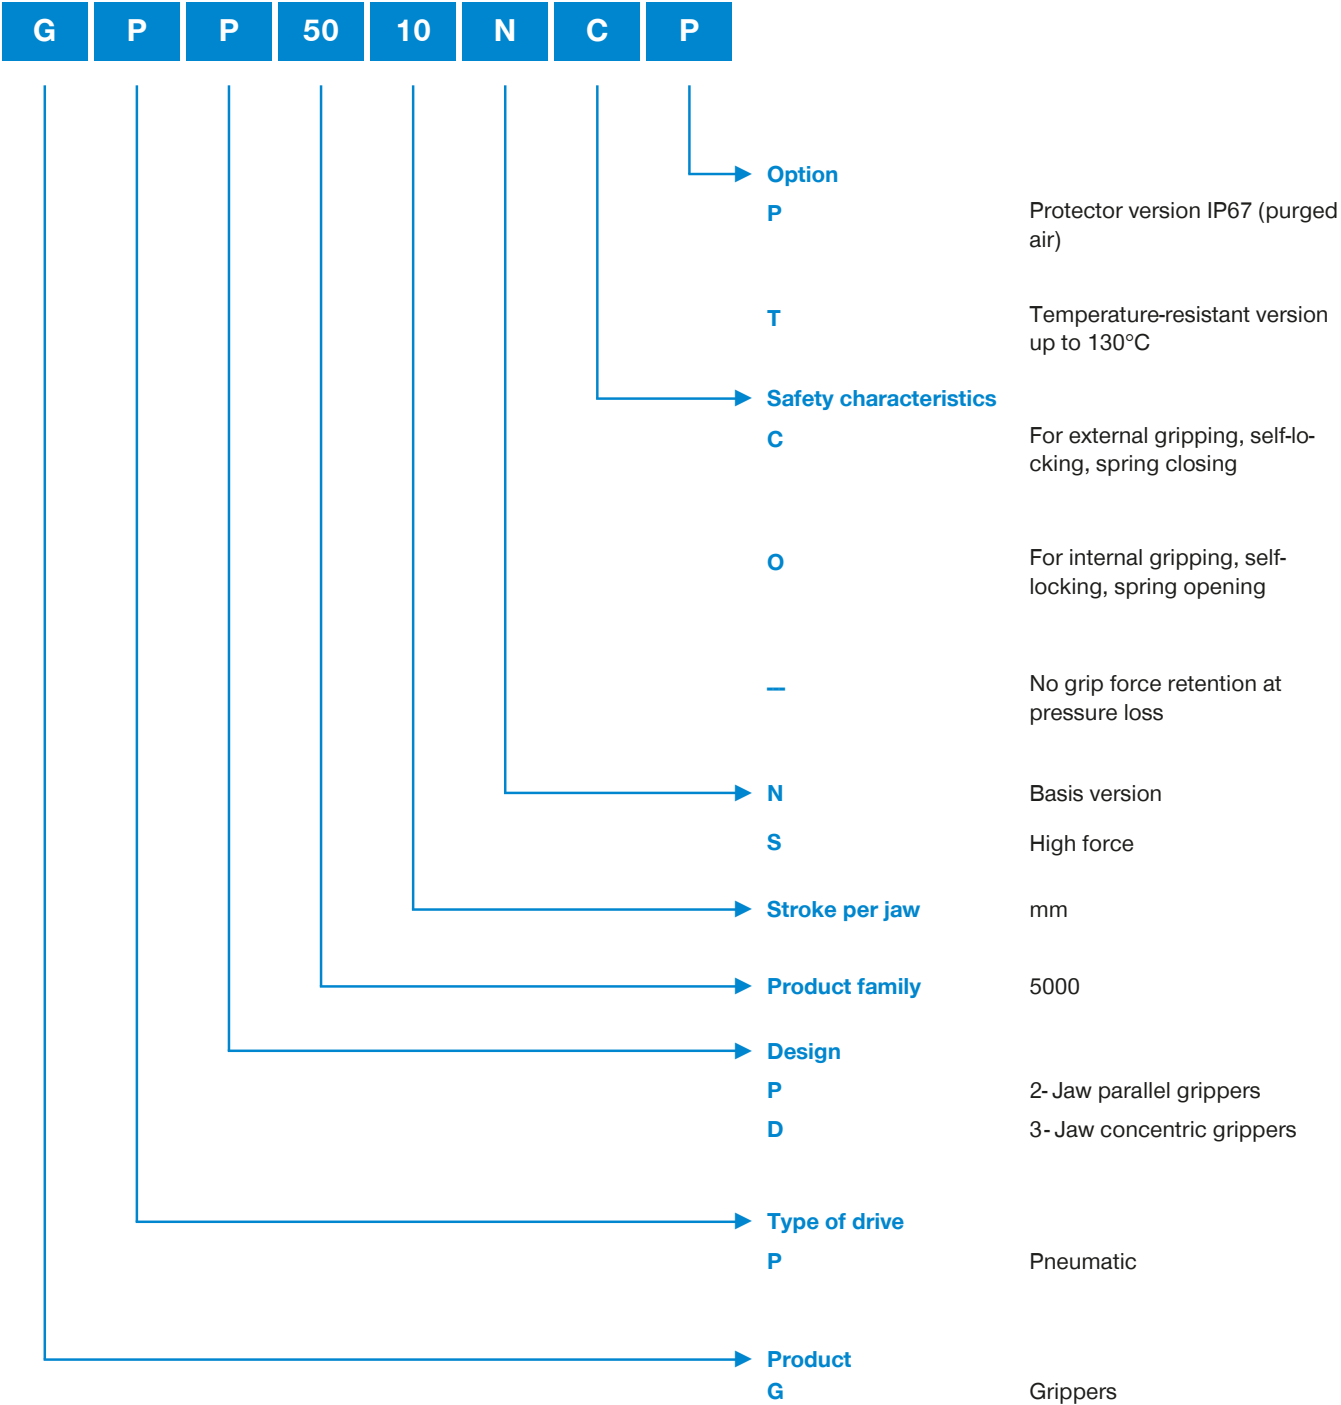 G P P 50 10 N C P
Option
P Protector version IP67 (purged
air)
T Temperature-resistant version
up to 130°C
Safety characteristics
C For external gripping, self-lo-
cking, spring closing
O For internal gripping, self-
locking, spring opening
— No grip force retention at
pressure loss
N Basis version
S High force
Stroke per jaw mm
Product family 5000
Design
P 2- Jaw parallel grippers
D 3- Jaw concentric grippers
Type of drive
P Pneumatic
Product
G Grippers